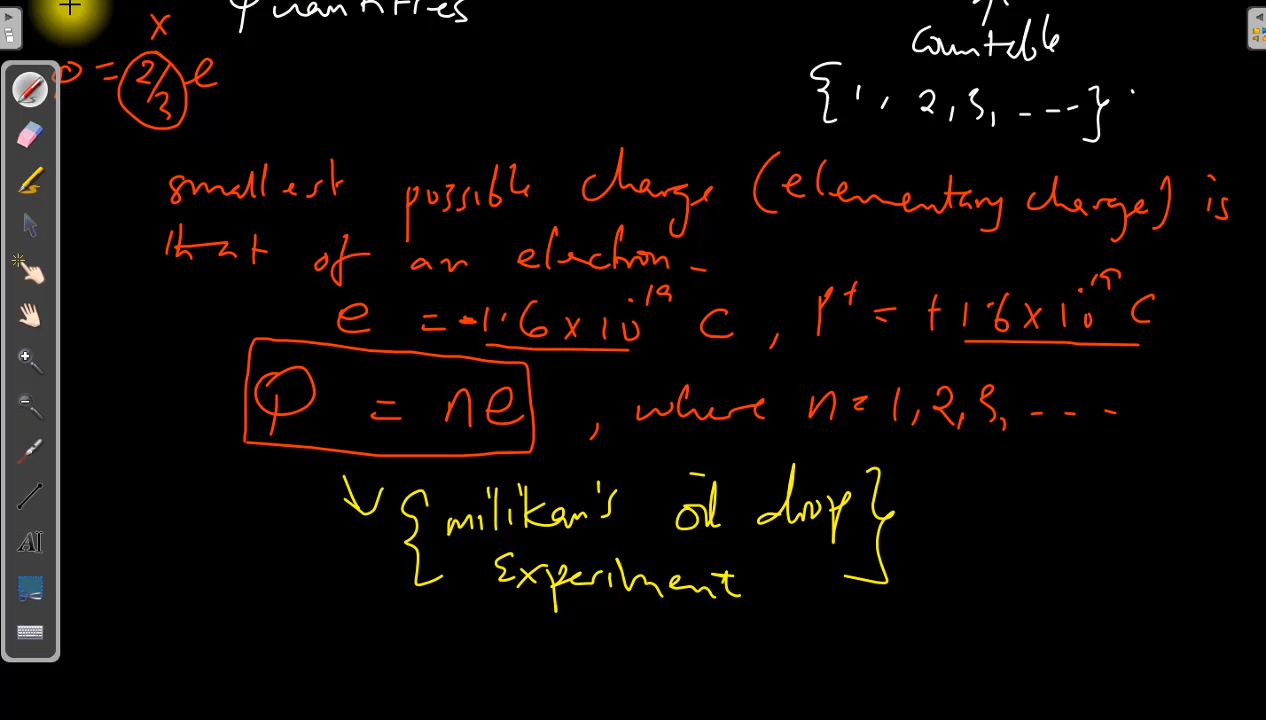 Quantities
countable
{1, 2, 3, ---}
x
= 2/3 e
smallest possible charge (elementary charge) is
that of an electron -
e = -1.6 x 10^-19 C, P+ = +1.6 x 10^-19 C
Q = ne, where n = 1, 2, 3, ---
{milikan's oil drop
Experiment}
AI